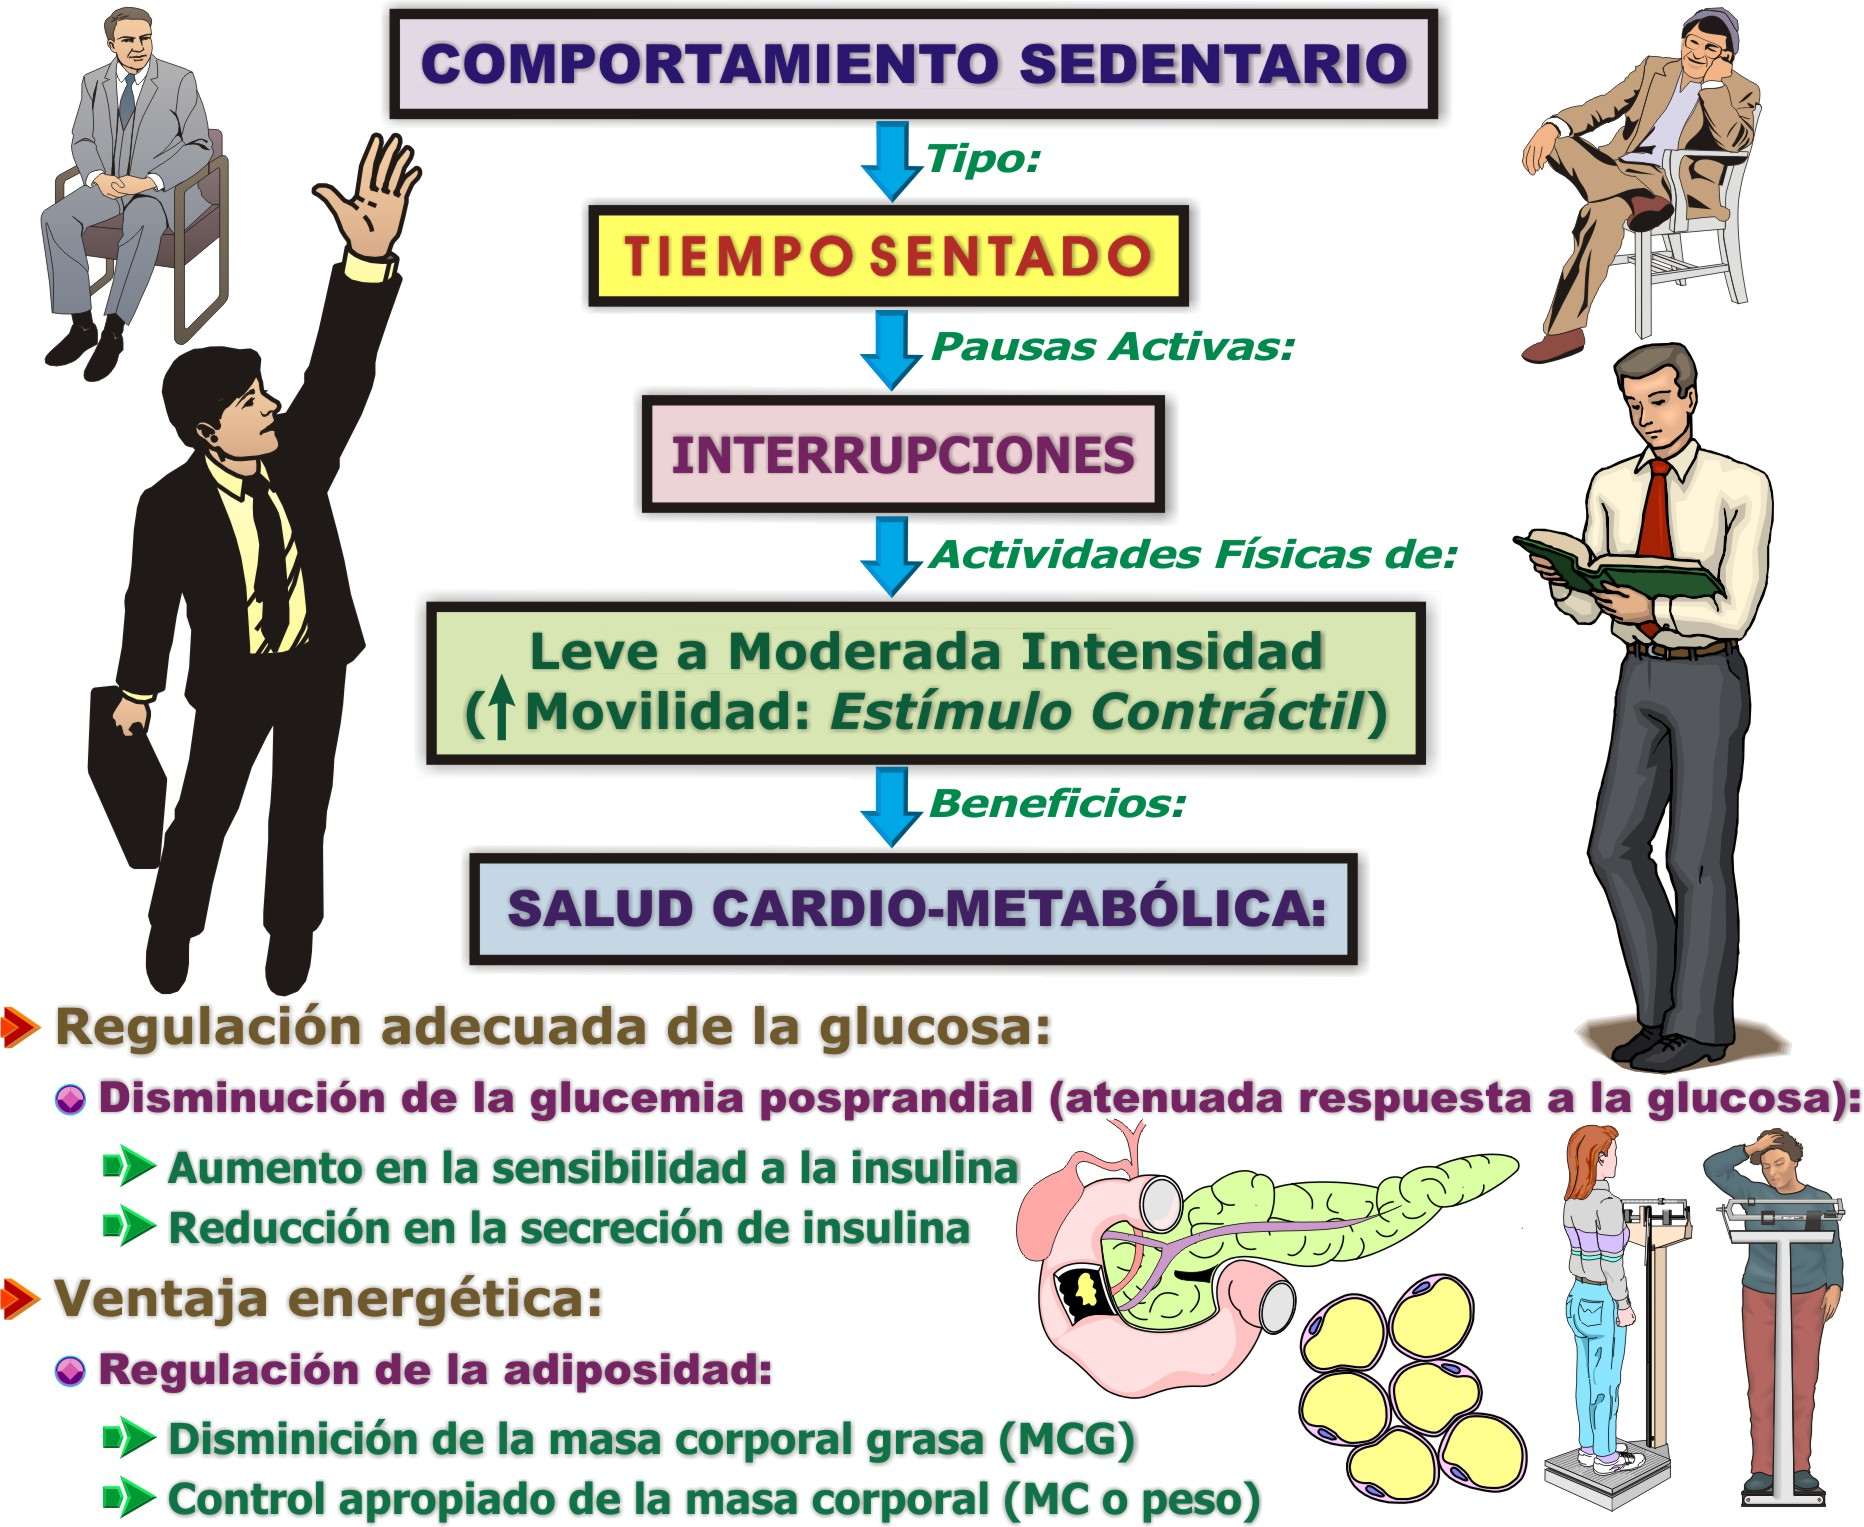 COMPORTAMIENTO SEDENTARIO
Tipo:
TIEMPO SENTADO
Pausas Activas:
INTERRUPCIONES
Actividades Físicas de:
Leve a Moderada Intensidad
(↑ Movilidad: Estímulo Contráctil)
Beneficios:
SALUD CARDIO-METABÓLICA:
Regulación adecuada de la glucosa:
Disminución de la glucemia posprandial (atenuada respuesta a la glucosa):
Aumento en la sensibilidad a la insulina
Reducción en la secreción de insulina
Ventaja energética:
Regulación de la adiposidad:
Disminición de la masa corporal grasa (MCG)
Control apropiado de la masa corporal (MC o peso)